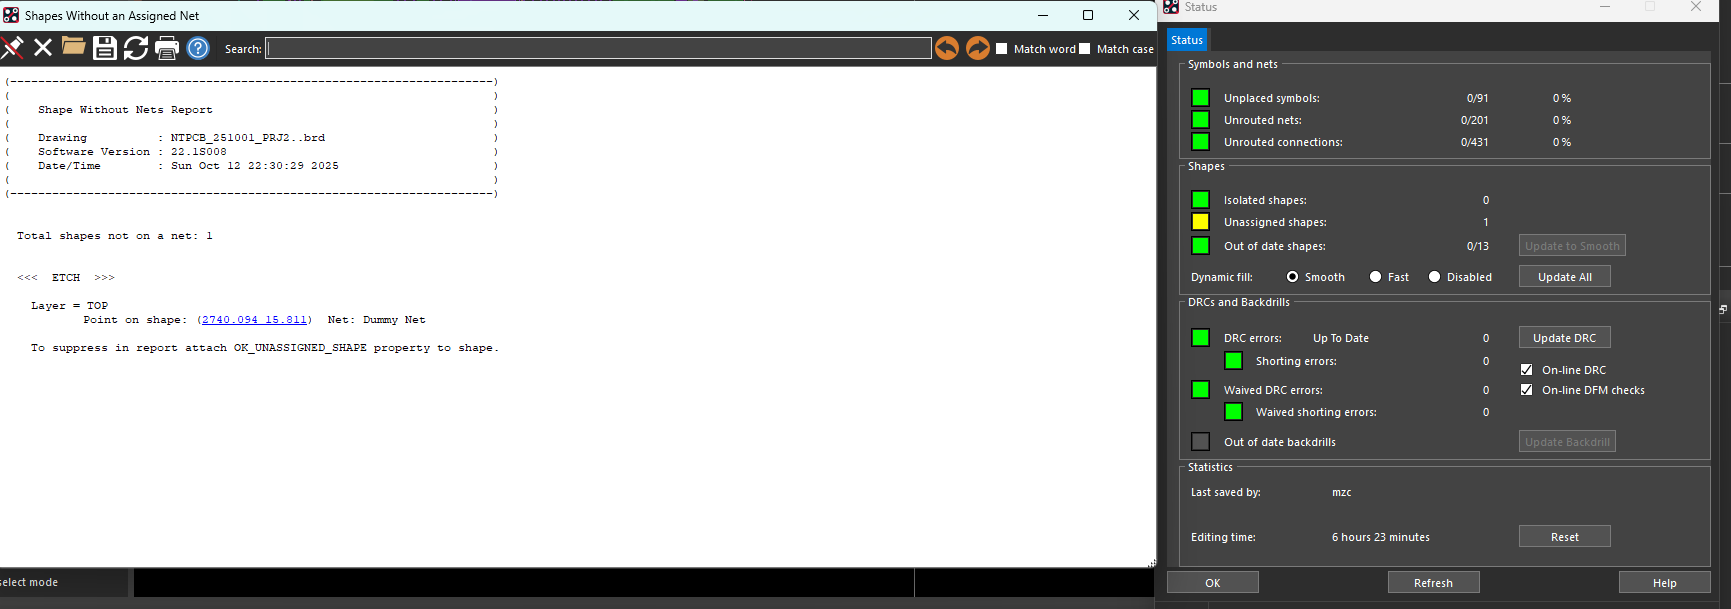 Shapes Without an Assigned Net
Search:
Match word
Match case
(---------------------------------------------------------------------)
( )
( Shape Without Nets Report )
( )
( Drawing : NTPCB_251001_PRJ2..brd )
( Software Version : 22.1S008 )
( Date/Time : Sun Oct 12 22:30:29 2025 )
( )
(---------------------------------------------------------------------)
Total shapes not on a net: 1
<<< ETCH >>>
Layer = TOP
Point on shape: (2740.094 15.811) Net: Dummy Net
To suppress in report attach OK_UNASSIGNED_SHAPE property to shape.
select mode
Status
Status
Symbols and nets
Unplaced symbols: 0/91 0 %
Unrouted nets: 0/201 0 %
Unrouted connections: 0/431 0 %
Shapes
Isolated shapes: 0
Unassigned shapes: 1
Out of date shapes: 0/13 Update to Smooth
Dynamic fill: Smooth Fast Disabled Update All
DRCs and Backdrills
DRC errors: Up To Date 0 Update DRC
Shorting errors: 0
On-line DRC
Waived DRC errors: 0 On-line DFM checks
Waived shorting errors: 0
Out of date backdrills Update Backdrill
Statistics
Last saved by: mzc
Editing time: 6 hours 23 minutes Reset
OK Refresh Help